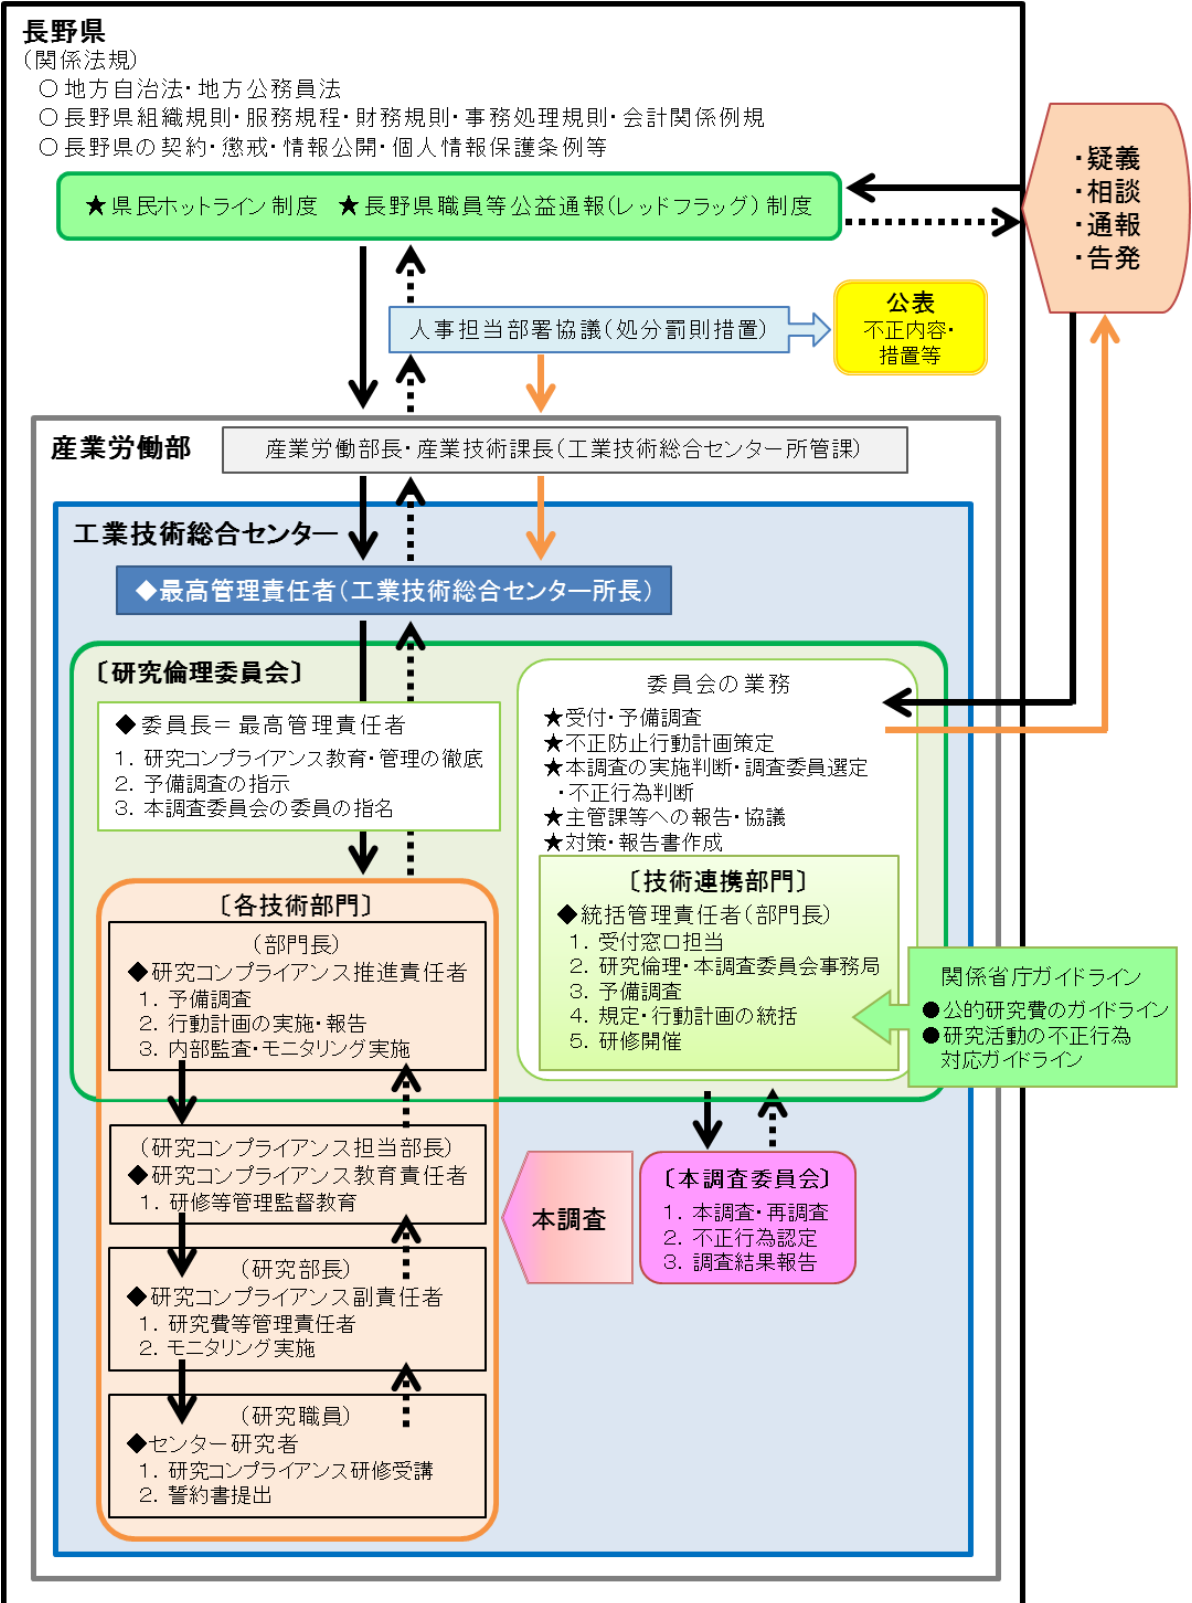 長野県
(関係法規)
○地方自治法・地方公務員法
○長野県組織規則・服務規程・財務規則・事務処理規則・会計関係例規
○長野県の契約・懲戒・情報公開・個人情報保護条例等
★県民ホットライン制度 ★長野県職員等公益通報(レッドフラッグ)制度
・疑義
・相談
・通報
・告発
人事担当部署協議(処分罰則措置)
公表
不正内容・
措置等
産業労働部
産業労働部長・産業技術課長(工業技術総合センター所管課)
工業技術総合センター
◆最高管理責任者(工業技術総合センター所長)
〔研究倫理委員会〕
◆委員長=最高管理責任者
1. 研究コンプライアンス教育・管理の徹底
2. 予備調査の指示
3. 本調査委員会の委員の指名
委員会の業務
★受付・予備調査
★不正防止行動計画策定
★本調査の実施判断・調査委員選定
・不正行為判断
★主管課等への報告・協議
★対策・報告書作成
〔技術連携部門〕
◆統括管理責任者(部門長)
1. 受付窓口担当
2. 研究倫理・本調査委員会事務局
3. 予備調査
4. 規定・行動計画の統括
5. 研修開催
関係省庁ガイドライン
●公的研究費のガイドライン
●研究活動の不正行為
対応ガイドライン
〔各技術部門〕
(部門長)
◆研究コンプライアンス推進責任者
1. 予備調査
2. 行動計画の実施・報告
3. 内部監査・モニタリング実施
(研究コンプライアンス担当部長)
◆研究コンプライアンス教育責任者
1. 研修等管理監督教育
(研究部長)
◆研究コンプライアンス副責任者
1. 研究費等管理責任者
2. モニタリング実施
(研究職員)
◆センター研究者
1. 研究コンプライアンス研修受講
2. 誓約書提出
本調査
〔本調査委員会〕
1. 本調査・再調査
2. 不正行為認定
3. 調査結果報告